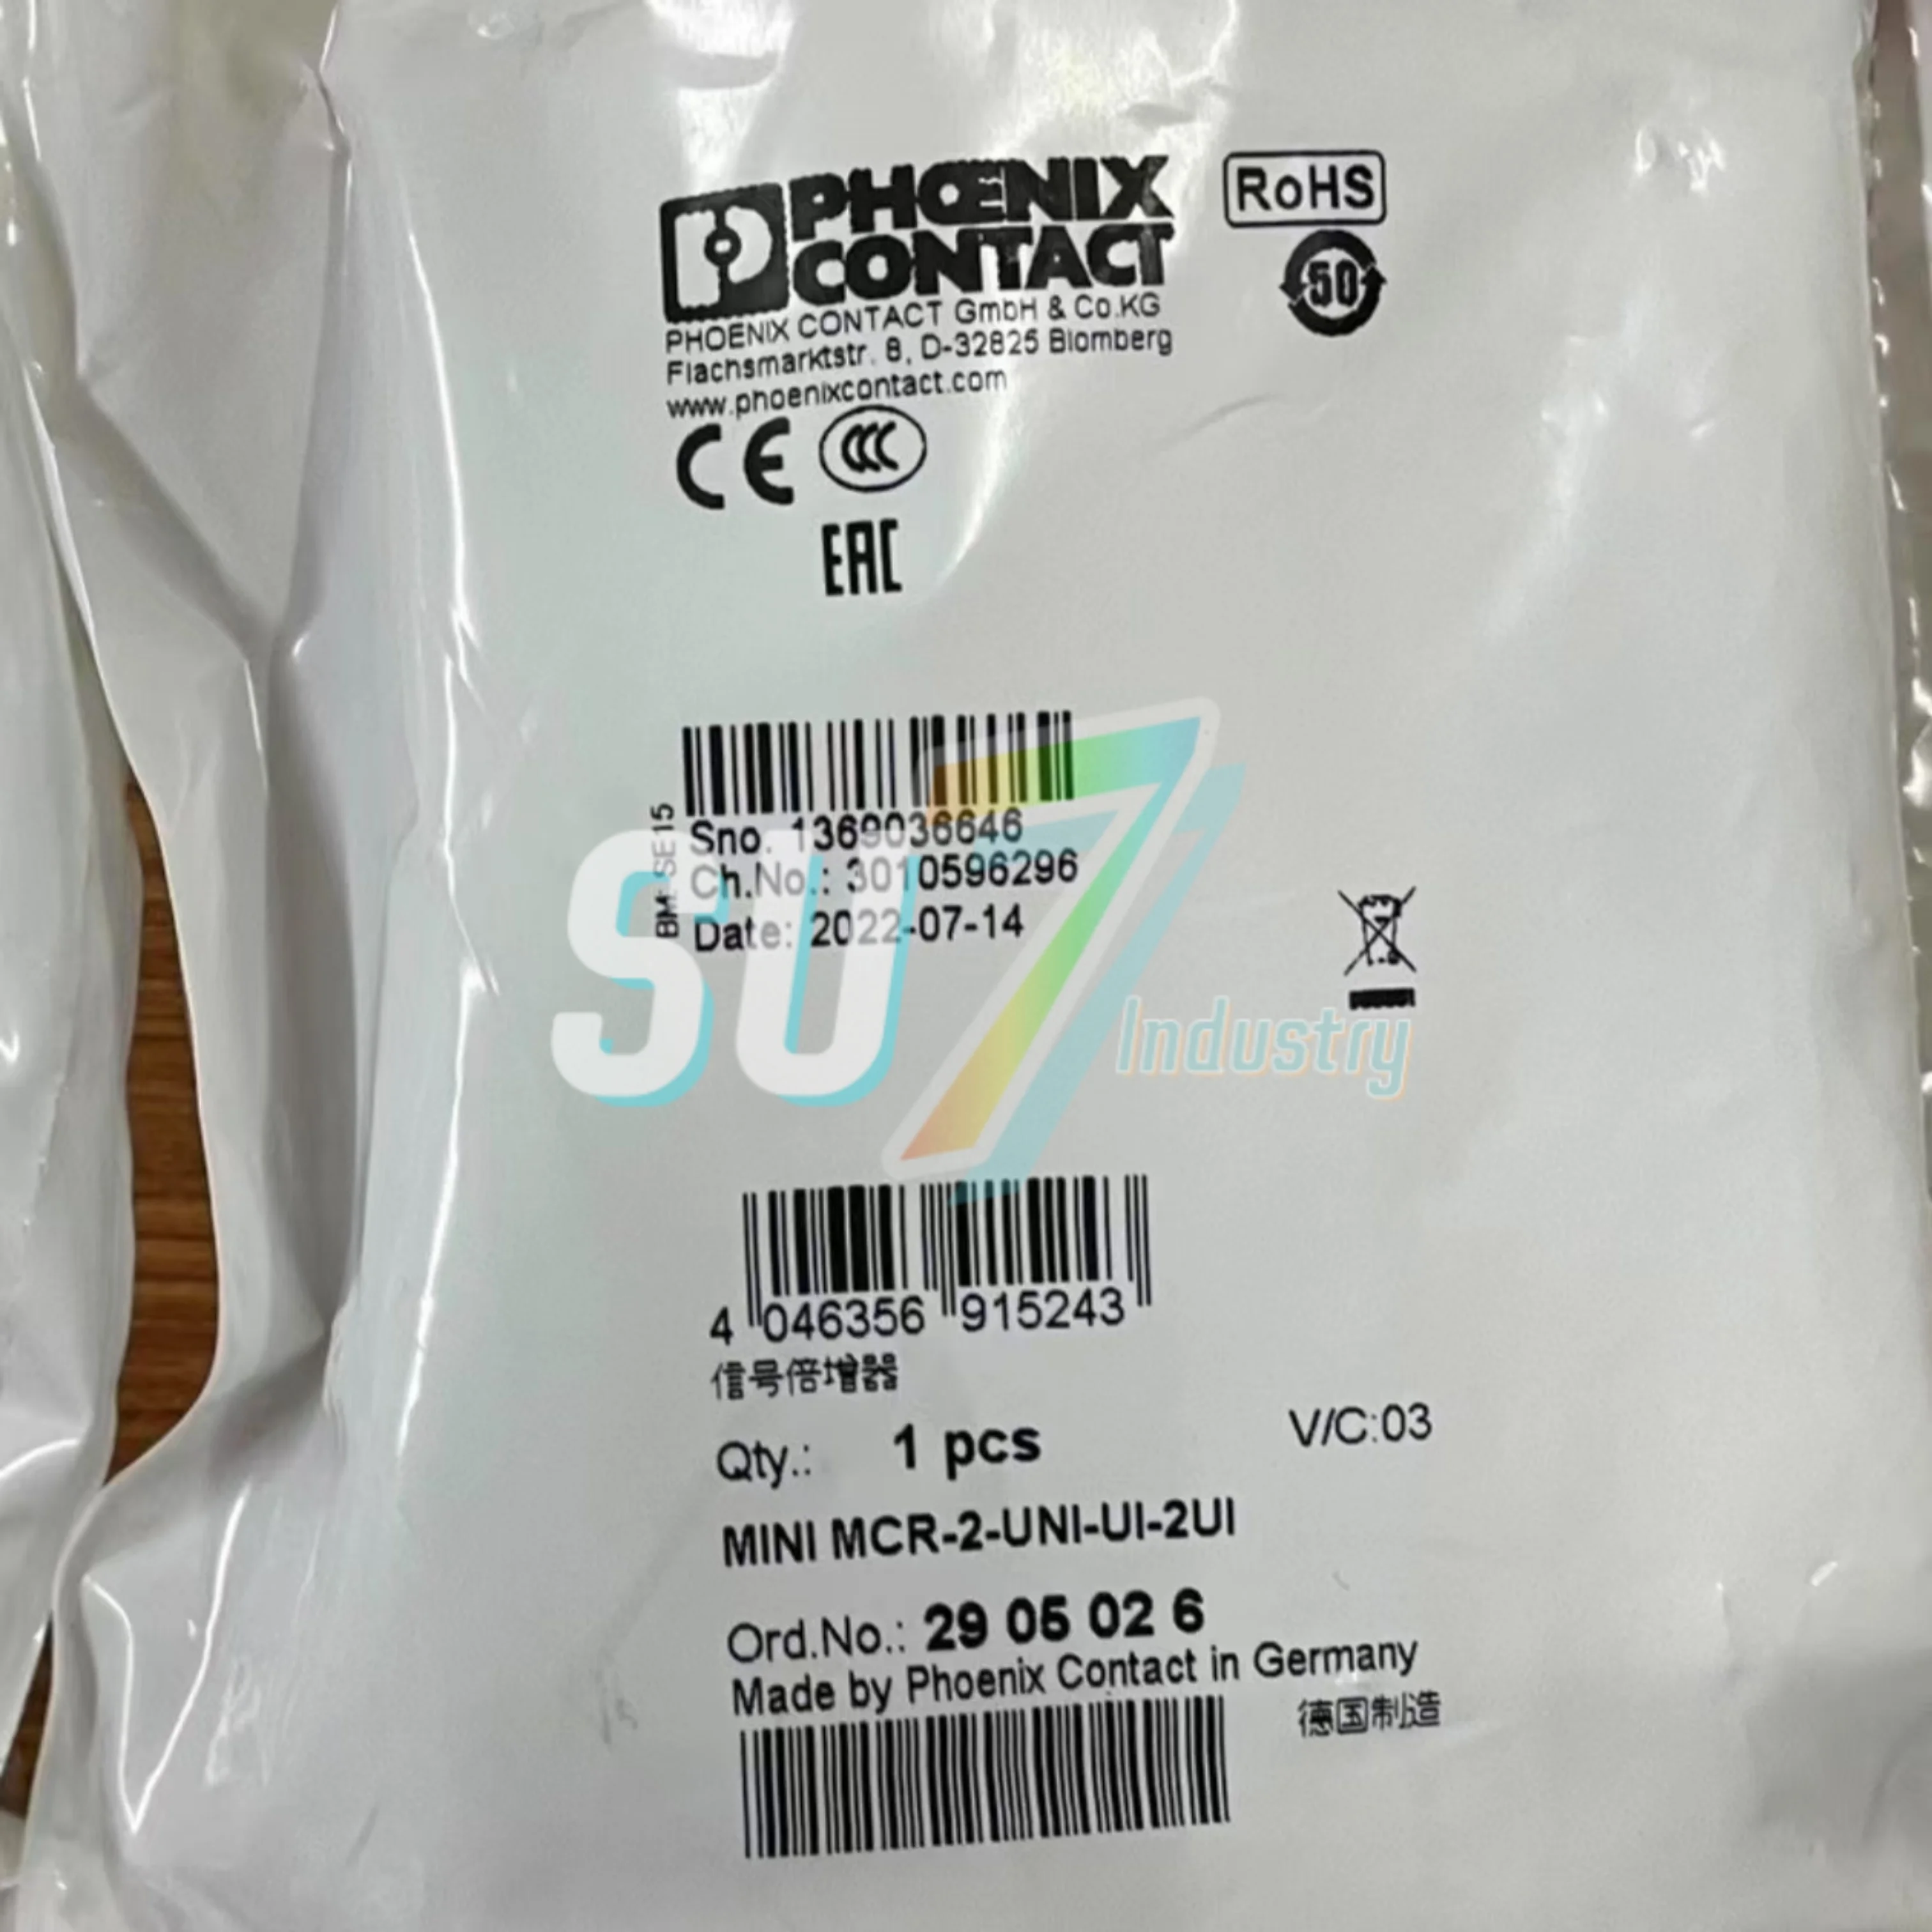 PHOENIX
CONTACT
RoHS
50
PHOENIX CONTACT GmbH & Co.KG
Flachsmarktstr. 8, D-32825 Blomberg
www.phoenixcontact.com
CE
CCC
EAC
BM: SE15
Sno. 1369036646
Ch.No.: 3010596296
Date: 2022-07-14
SU7
Industry
4 046356 915243
信号倍增器
Qty.: 1 pcs
V/C:03
MINI MCR-2-UNI-UI-2UI
Ord.No.: 29 05 02 6
Made by Phoenix Contact in Germany
德国制造